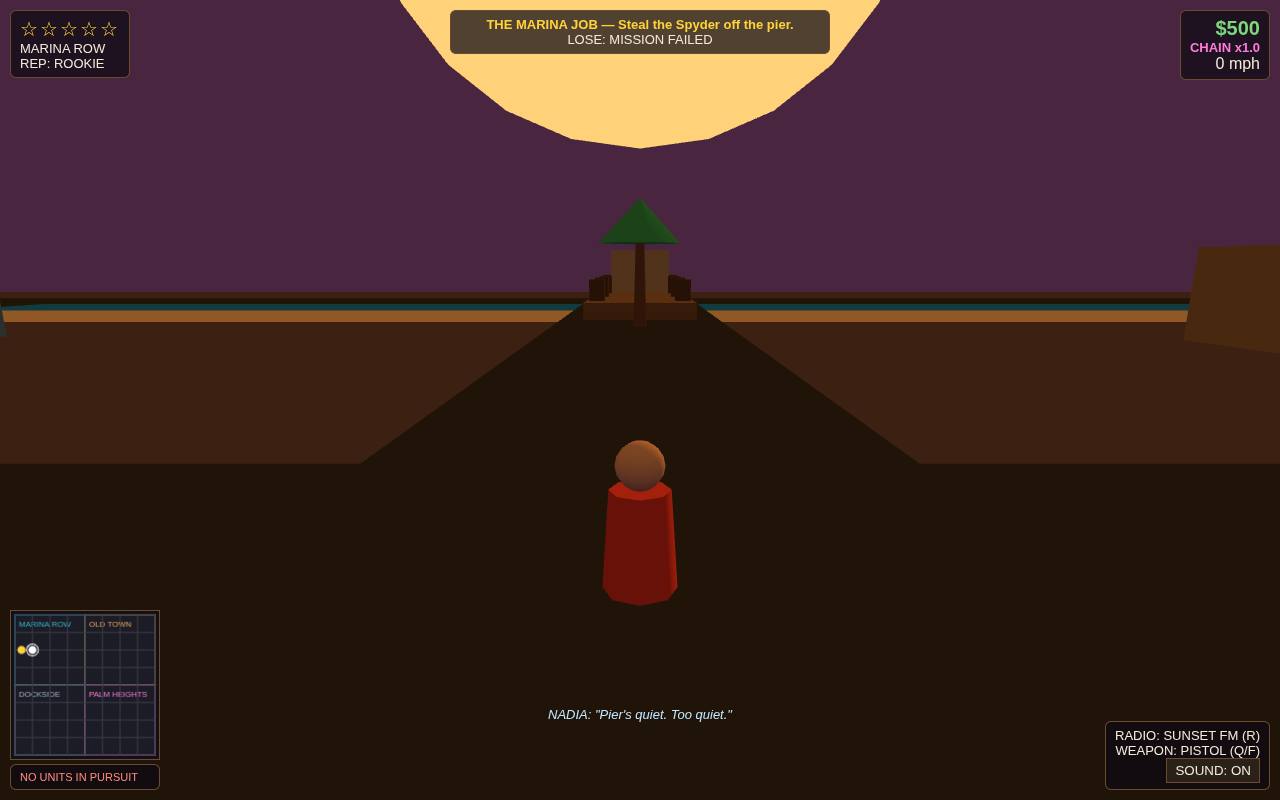 ☆☆☆☆☆
MARINA ROW
REP: ROOKIE
THE MARINA JOB — Steal the Spyder off the pier.
LOSE: MISSION FAILED
$500
CHAIN x1.0
0 mph
MARINA ROW
OLD TOWN
DOCKSIDE
PALM HEIGHTS
NO UNITS IN PURSUIT
NADIA: "Pier's quiet. Too quiet."
RADIO: SUNSET FM (R)
WEAPON: PISTOL (Q/F)
SOUND: ON